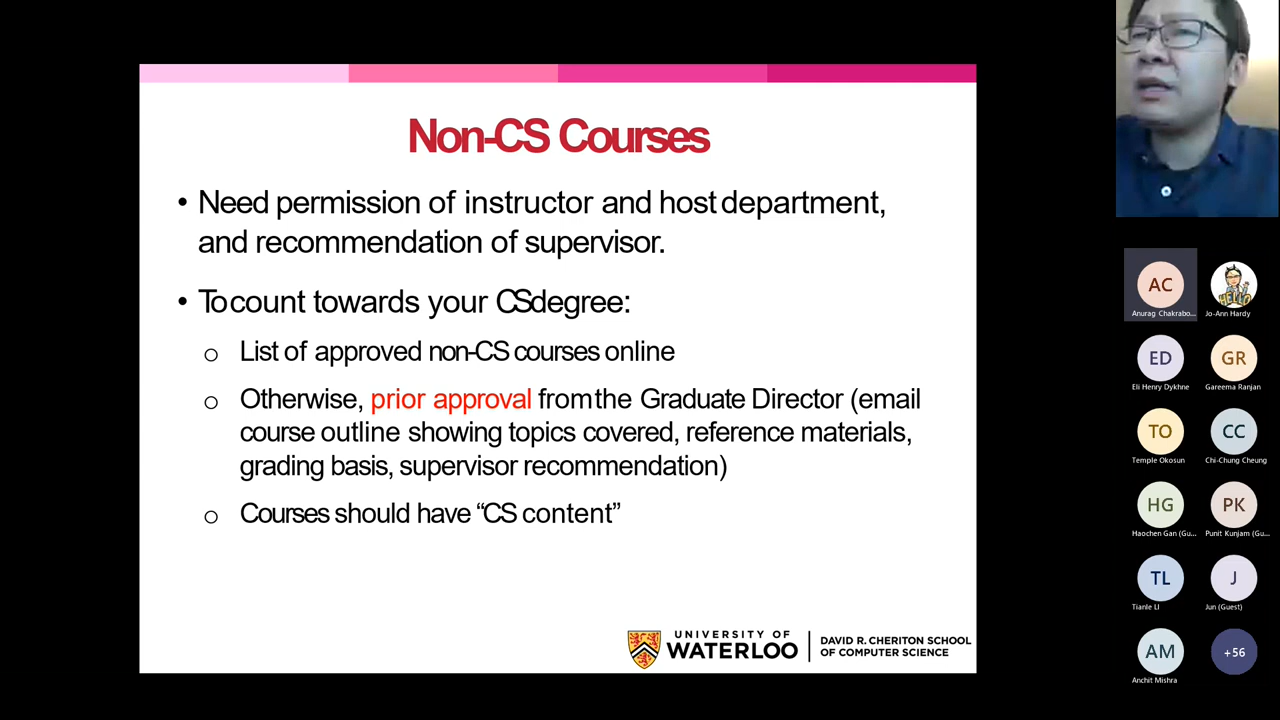 Non-CS Courses
• Need permission of instructor and host department,
and recommendation of supervisor.
• To count towards your CS degree:
o List of approved non-CS courses online
o Otherwise, prior approval from the Graduate Director (email
course outline showing topics covered, reference materials,
grading basis, supervisor recommendation)
o Courses should have “CS content”
UNIVERSITY OF
WATERLOO
DAVID R. CHERITON SCHOOL
OF COMPUTER SCIENCE
AC
Anurag Chakrabo...
HELLO
Jo-Ann Hardy
ED
Eli Henry Dykhne
GR
Gareema Ranjan
TO
Temple Okosun
CC
Chi-Chung Cheung
HG
Haochen Gan (Gu...
PK
Punit Kunjam (Gu...
TL
Tianle LI
J
Jun (Guest)
AM
Anchit Mishra
+56